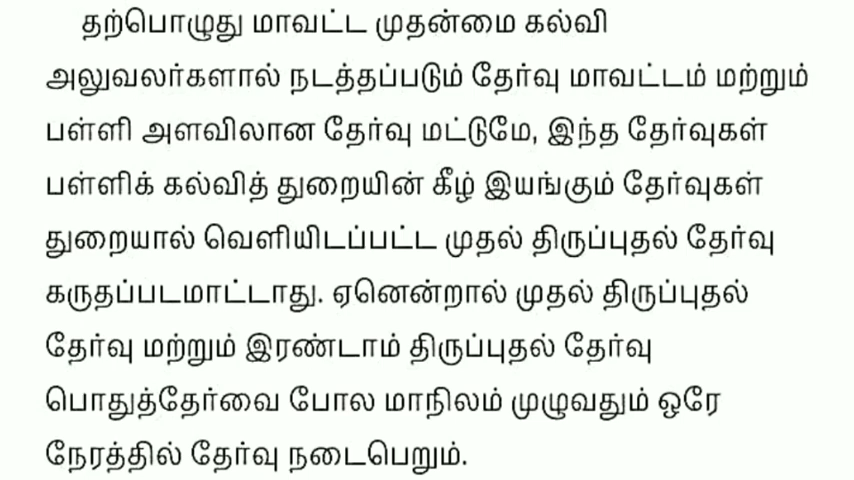 தற்பொழுது மாவட்ட முதன்மை கல்வி
அலுவலர்களால் நடத்தப்படும் தேர்வு மாவட்டம் மற்றும்
பள்ளி அளவிலான தேர்வு மட்டுமே, இந்த தேர்வுகள்
பள்ளிக் கல்வித் துறையின் கீழ் இயங்கும் தேர்வுகள்
துறையால் வெளியிடப்பட்ட முதல் திருப்புதல் தேர்வு
கருதப்படமாட்டாது. ஏனென்றால் முதல் திருப்புதல்
தேர்வு மற்றும் இரண்டாம் திருப்புதல் தேர்வு
பொதுத்தேர்வை போல மாநிலம் முழுவதும் ஒரே
நேரத்தில் தேர்வு நடைபெறும்.